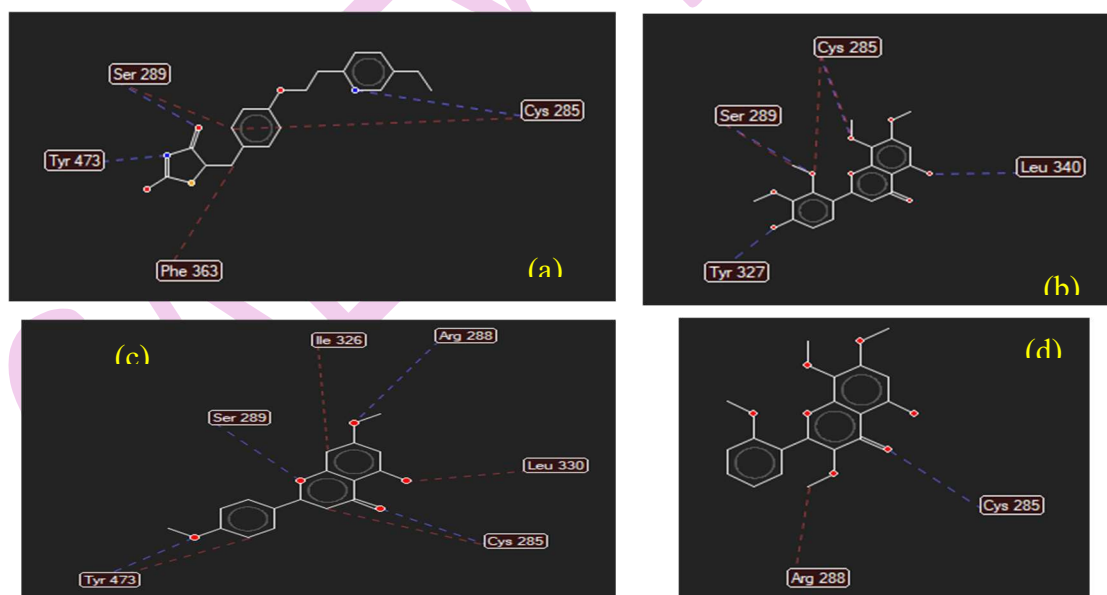 Ser 289
Cys 285
Tyr 473
Phe 363
(a)
Cys 285
Ser 289
Leu 340
Tyr 327
(b)
(c)
Ile 326
Arg 288
Ser 289
Leu 330
Cys 285
Tyr 473
(d)
Cys 285
Arg 288